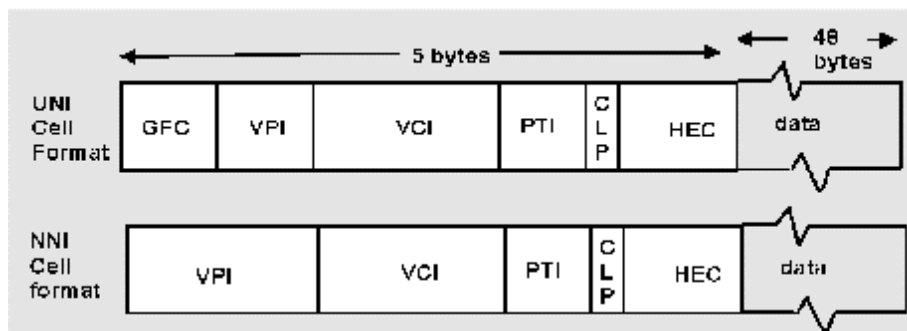 5 bytes
48
bytes
UNI
Cell
Format
GFC VPI VCI PTI C L P HEC data
NNI
Cell
format
VPI VCI PTI C L P HEC data